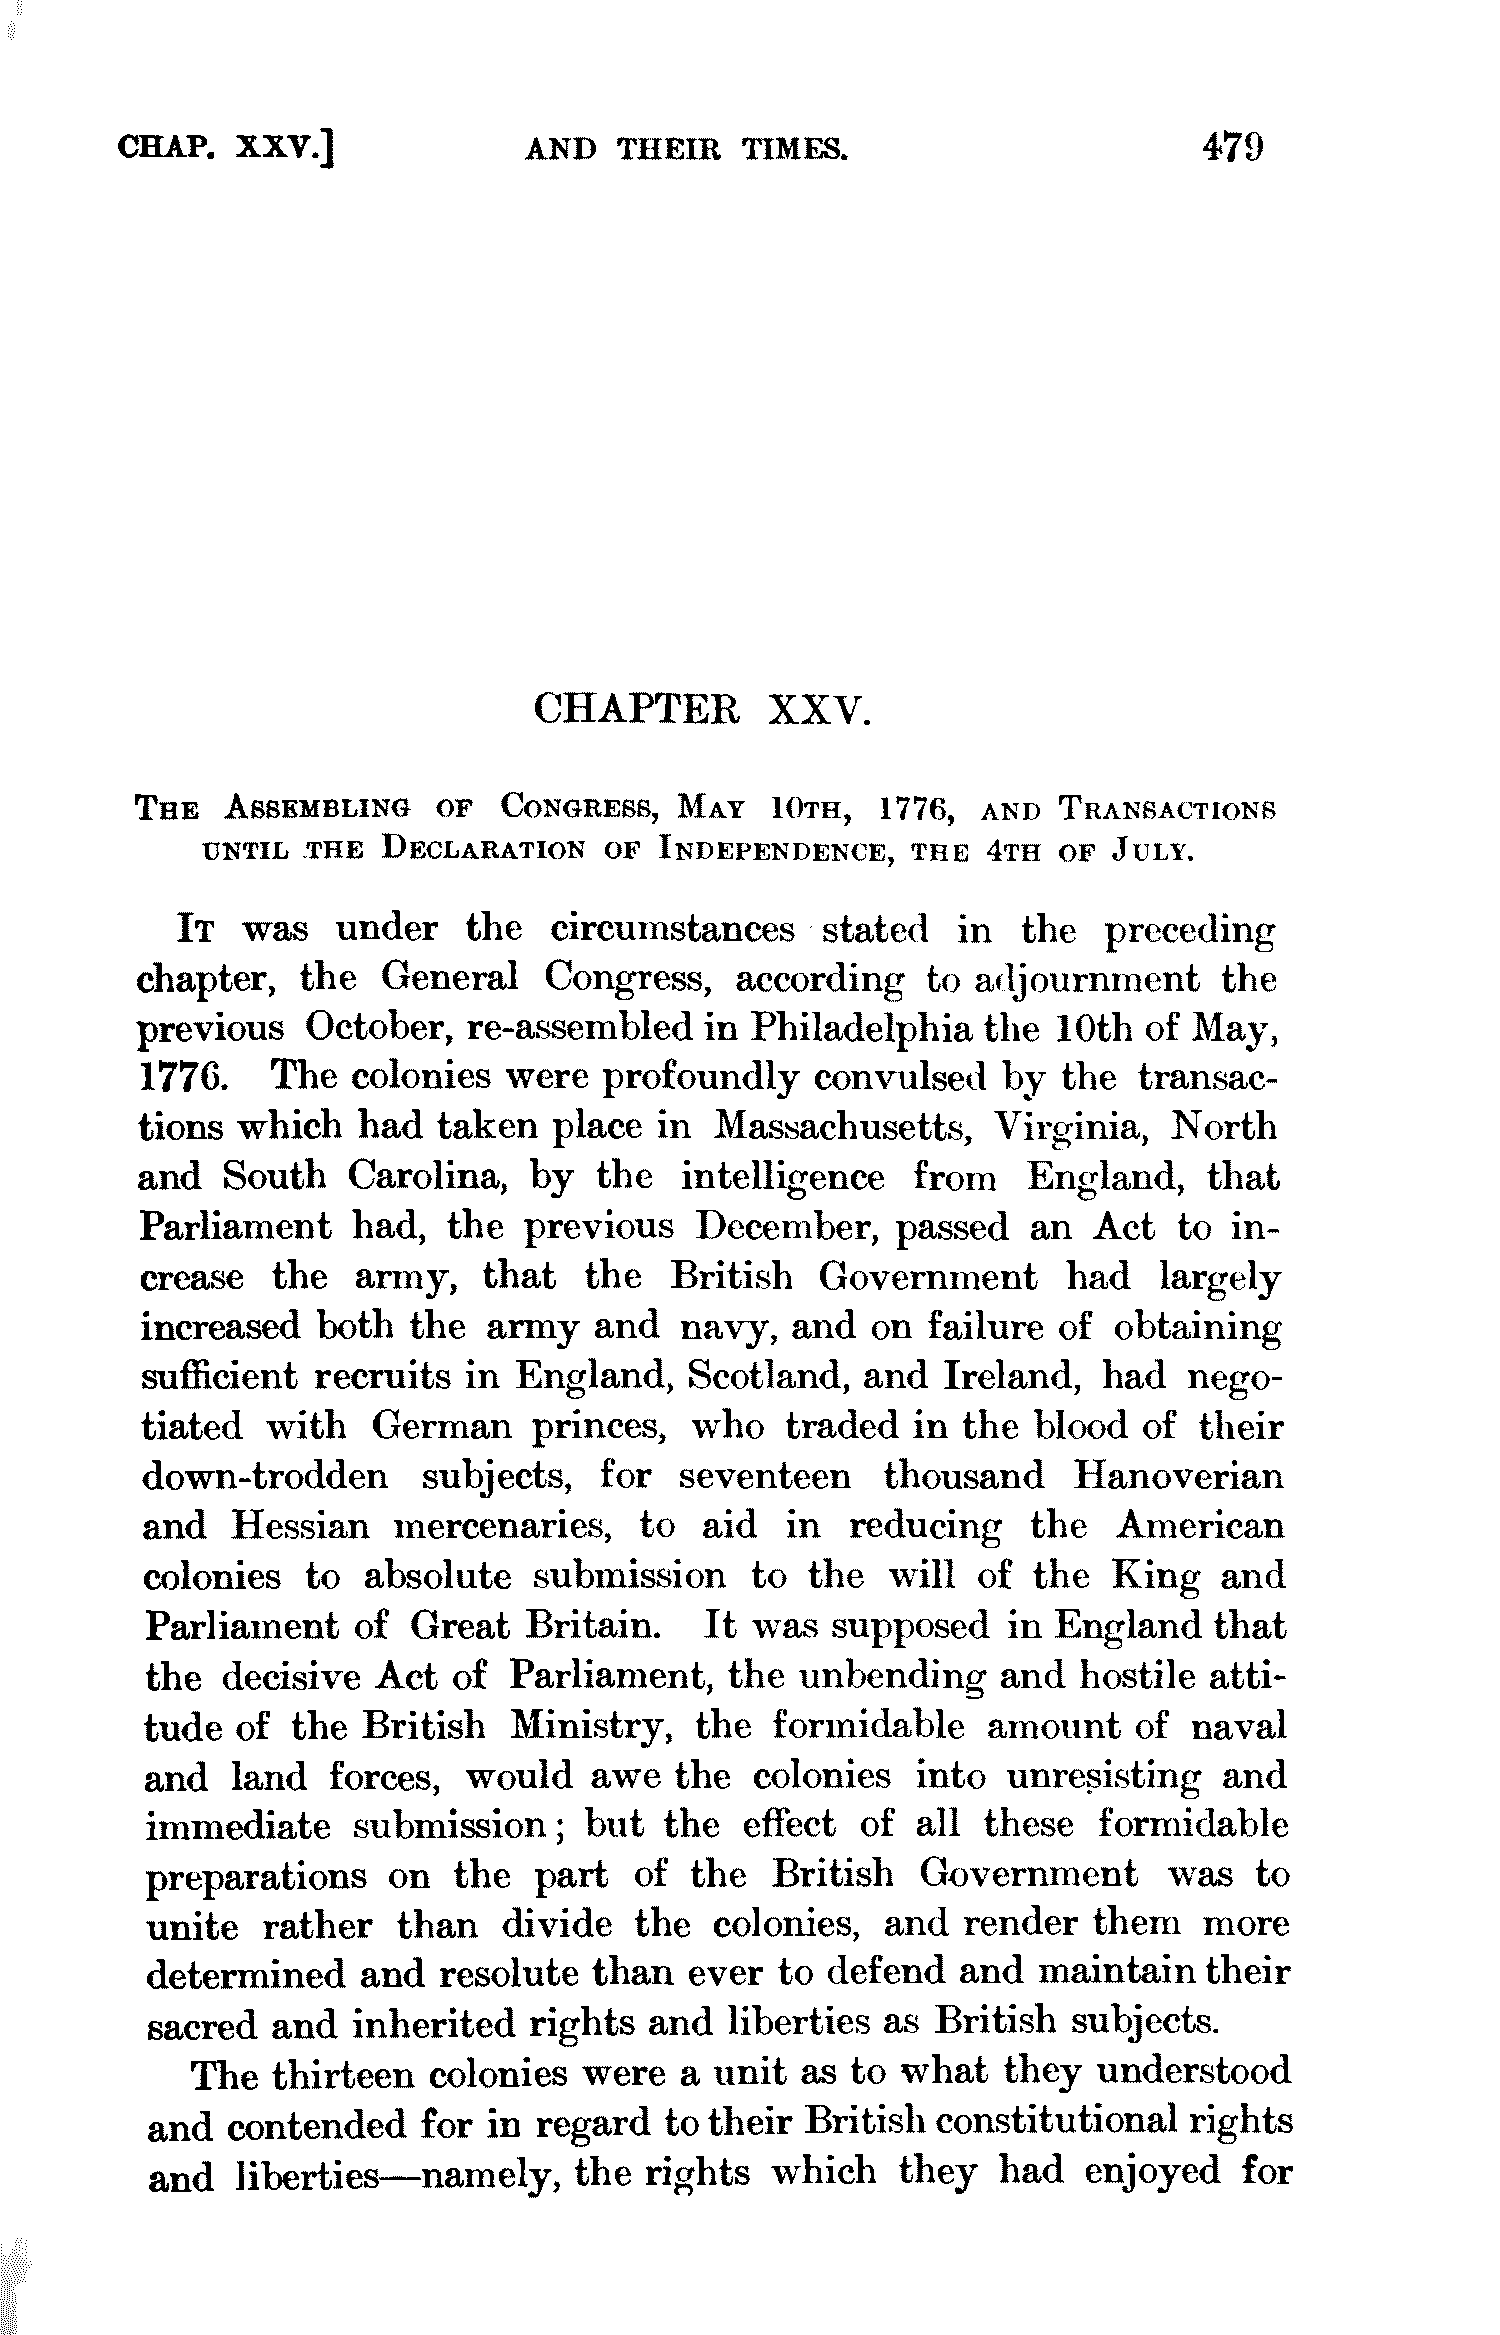 CHAP. XXV.] AND THEIR TIMES. 479
CHAPTER XXV.
THE ASSEMBLING OF CONGRESS, MAY 10TH, 1776, AND TRANSACTIONS
UNTIL THE DECLARATION OF INDEPENDENCE, THE 4TH OF JULY.
IT was under the circumstances stated in the preceding
chapter, the General Congress, according to adjournment the
previous October, re-assembled in Philadelphia the 10th of May,
1776. The colonies were profoundly convulsed by the transac-
tions which had taken place in Massachusetts, Virginia, North
and South Carolina, by the intelligence from England, that
Parliament had, the previous December, passed an Act to in-
crease the army, that the British Government had largely
increased both the army and navy, and on failure of obtaining
sufficient recruits in England, Scotland, and Ireland, had nego-
tiated with German princes, who traded in the blood of their
down-trodden subjects, for seventeen thousand Hanoverian
and Hessian mercenaries, to aid in reducing the American
colonies to absolute submission to the will of the King and
Parliament of Great Britain. It was supposed in England that
the decisive Act of Parliament, the unbending and hostile atti-
tude of the British Ministry, the formidable amount of naval
and land forces, would awe the colonies into unresisting and
immediate submission; but the effect of all these formidable
preparations on the part of the British Government was to
unite rather than divide the colonies, and render them more
determined and resolute than ever to defend and maintain their
sacred and inherited rights and liberties as British subjects.
The thirteen colonies were a unit as to what they understood
and contended for in regard to their British constitutional rights
and liberties—namely, the rights which they had enjoyed for